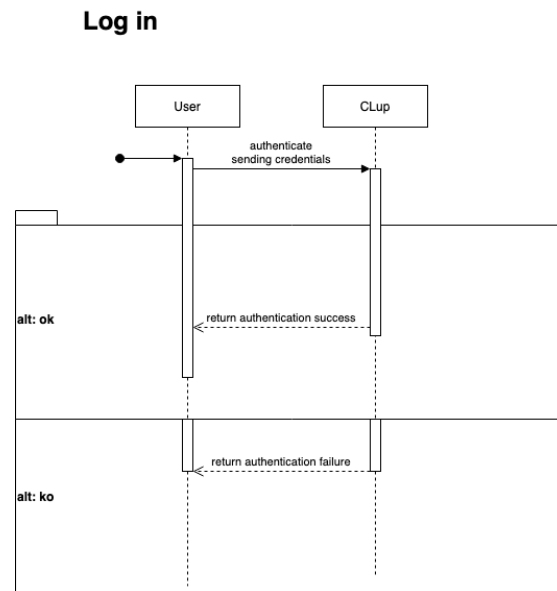 Log in
User
CLup
authenticate
sending credentials
alt: ok
return authentication success
return authentication failure
alt: ko